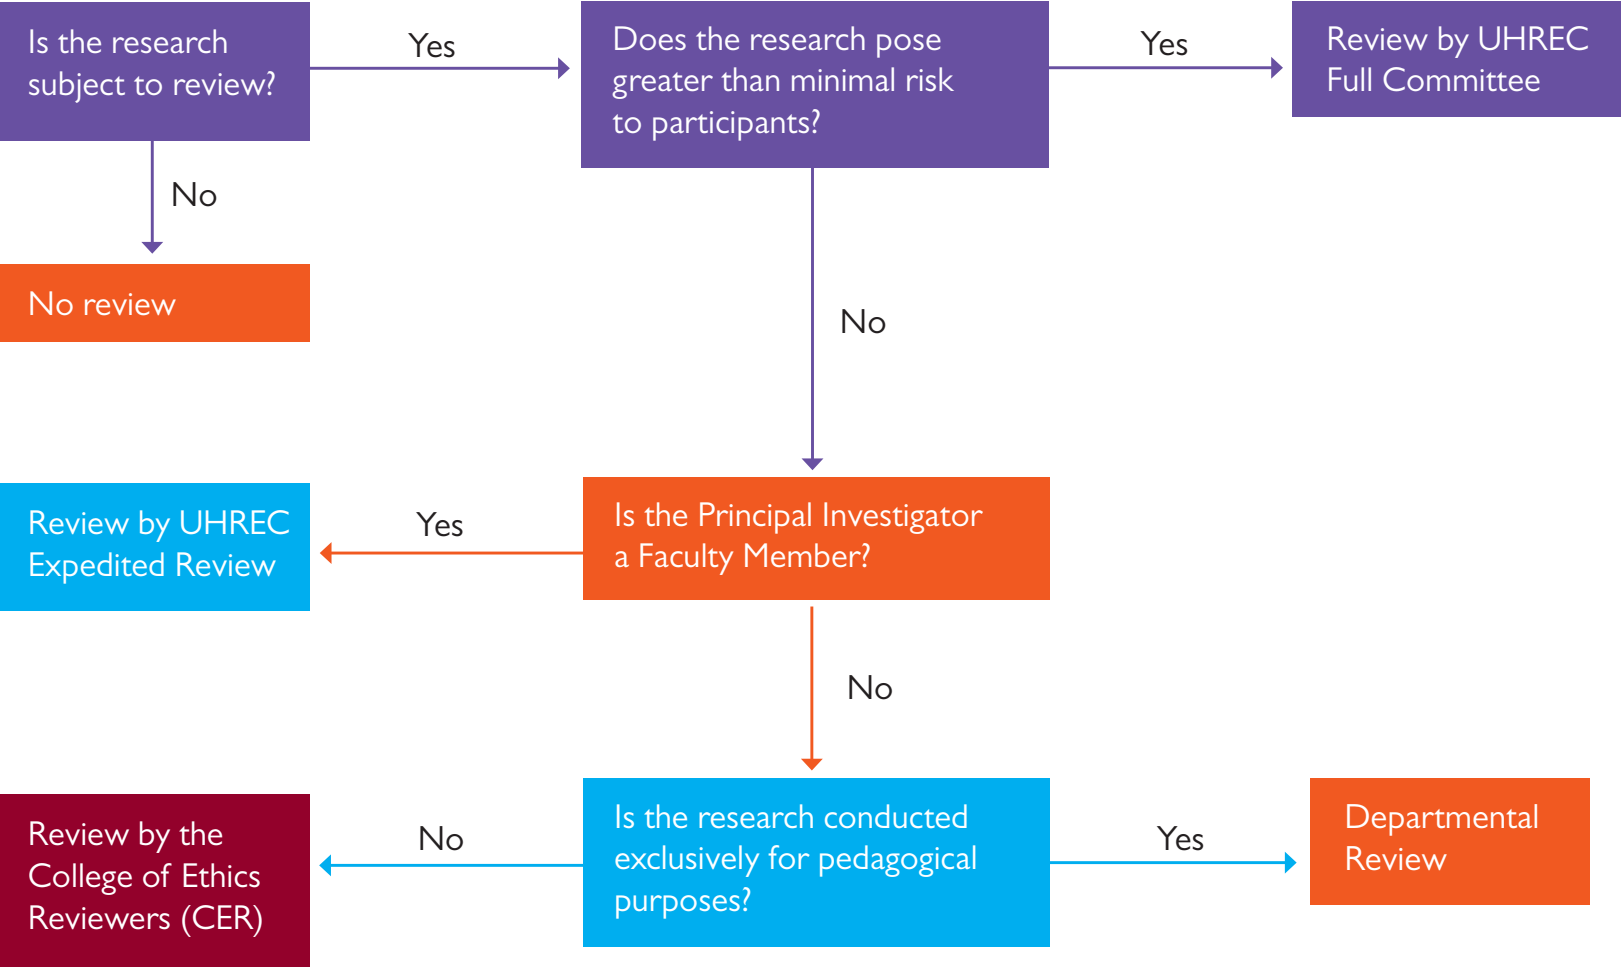 Is the research
subject to review?
Yes
Does the research pose
greater than minimal risk
to participants?
Yes
Review by UHREC
Full Committee
No
No review
No
Review by UHREC
Expedited Review
Yes
Is the Principal Investigator
a Faculty Member?
No
Review by the
College of Ethics
Reviewers (CER)
No
Is the research conducted
exclusively for pedagogical
purposes?
Yes
Departmental
Review